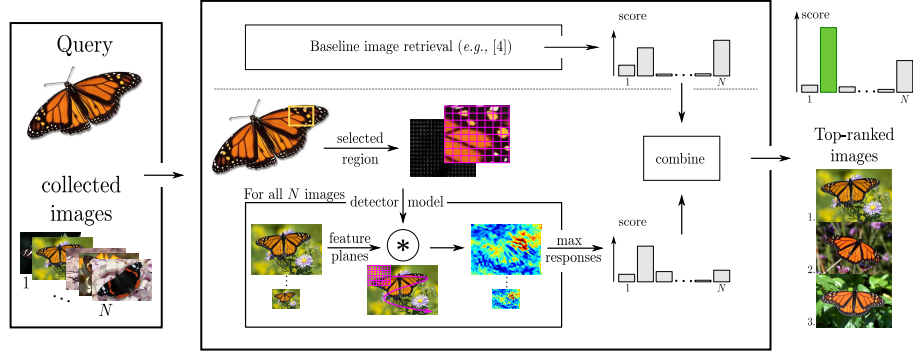 Query
collected
images
1
...
N
Baseline image retrieval (e.g., [4])
score
1
...
N
selected
region
For all N images
detector model
feature
planes
*
max
responses
score
1
...
N
combine
score
1
...
N
Top-ranked
images
1.
2.
3.